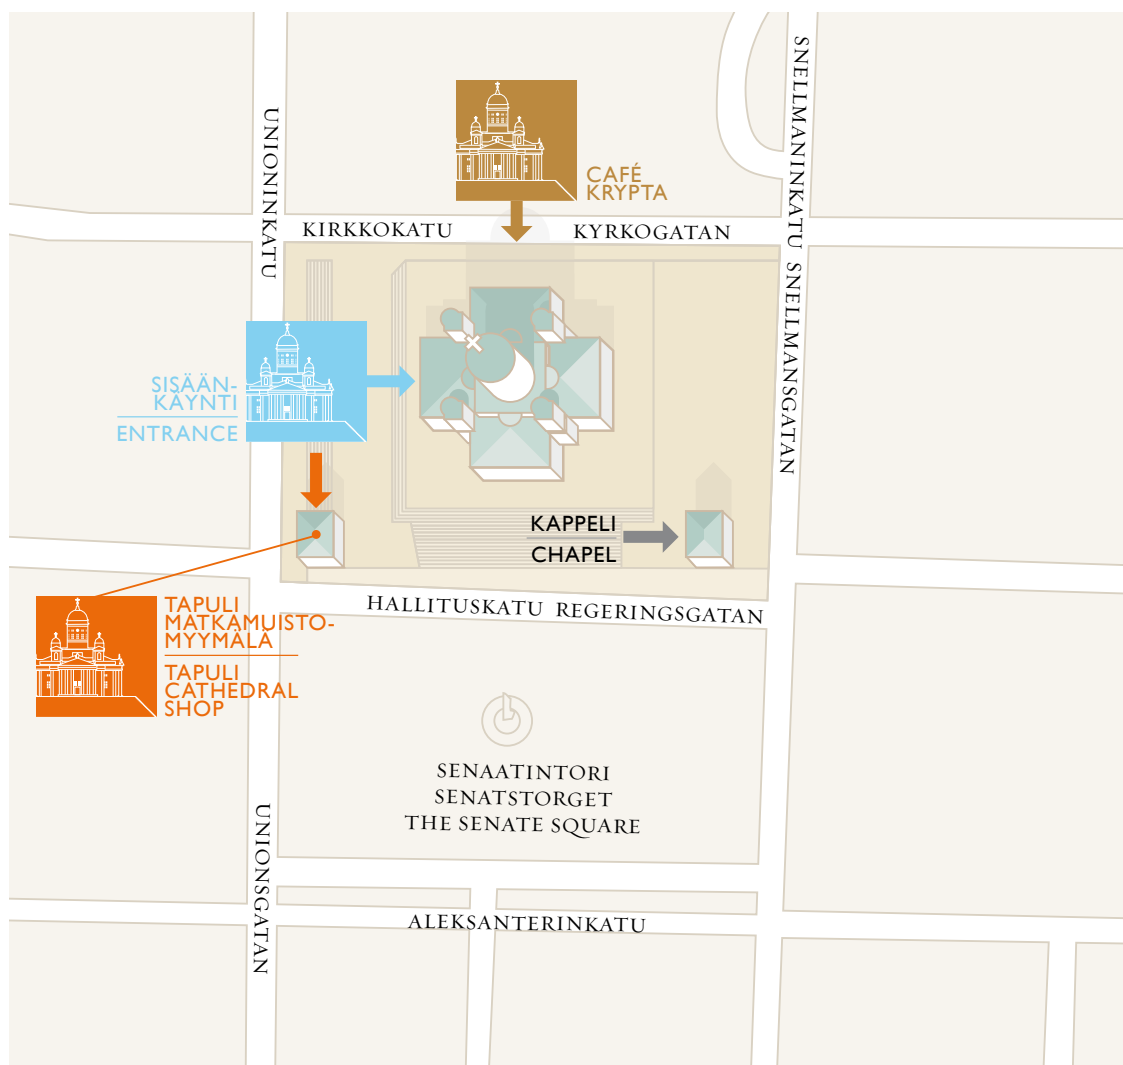 SNELLMANINKATU SNELLMANSGATAN
UNIONINKATU
CAFÉ
KRYPTA
KIRKKOKATU
KYRKOGATAN
SISÄÄN-
KÄYNTI
ENTRANCE
KAPPELI
CHAPEL
HALLITUSKATU REGERINGSGATAN
TAPULI
MATKAMUISTO-
MYYMÄLÄ
TAPULI
CATHEDRAL
SHOP
SENAATINTORI
SENATSTORGET
THE SENATE SQUARE
UNIONSGATAN
ALEKSANTERINKATU